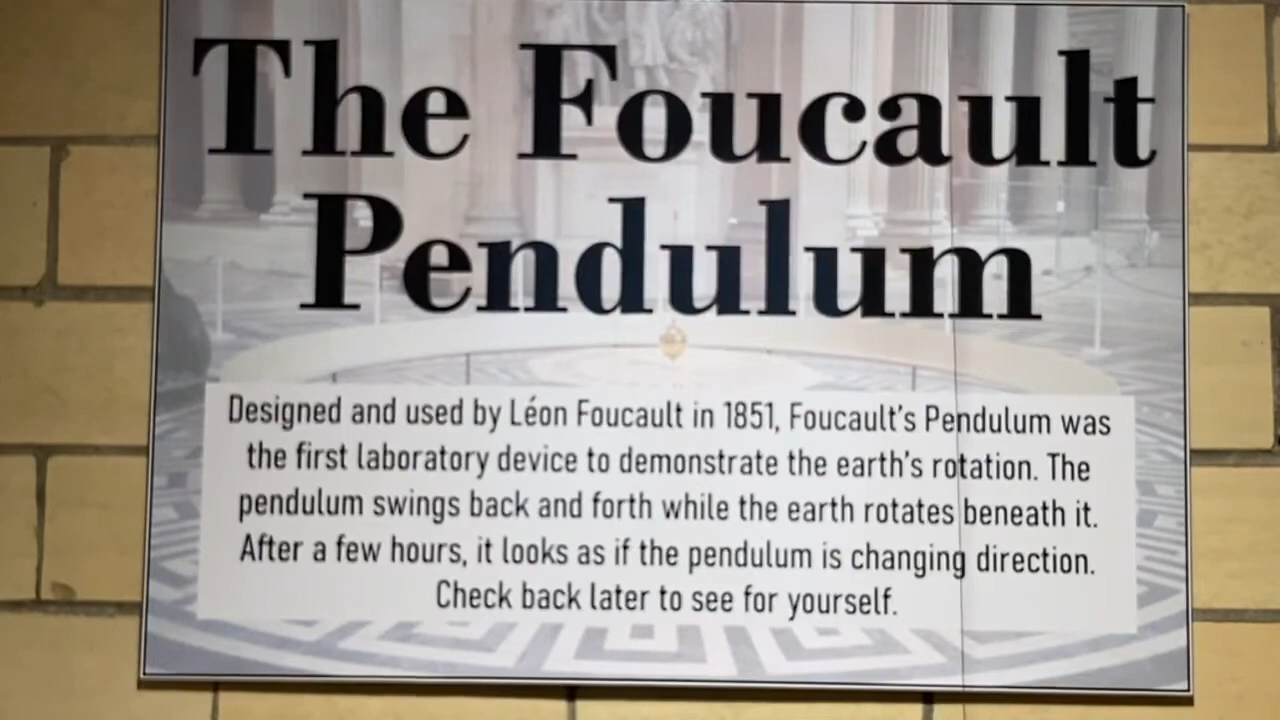 The Foucault
Pendulum
Designed and used by Léon Foucault in 1851, Foucault's Pendulum was
the first laboratory device to demonstrate the earth's rotation. The
pendulum swings back and forth while the earth rotates beneath it.
After a few hours, it looks as if the pendulum is changing direction.
Check back later to see for yourself.